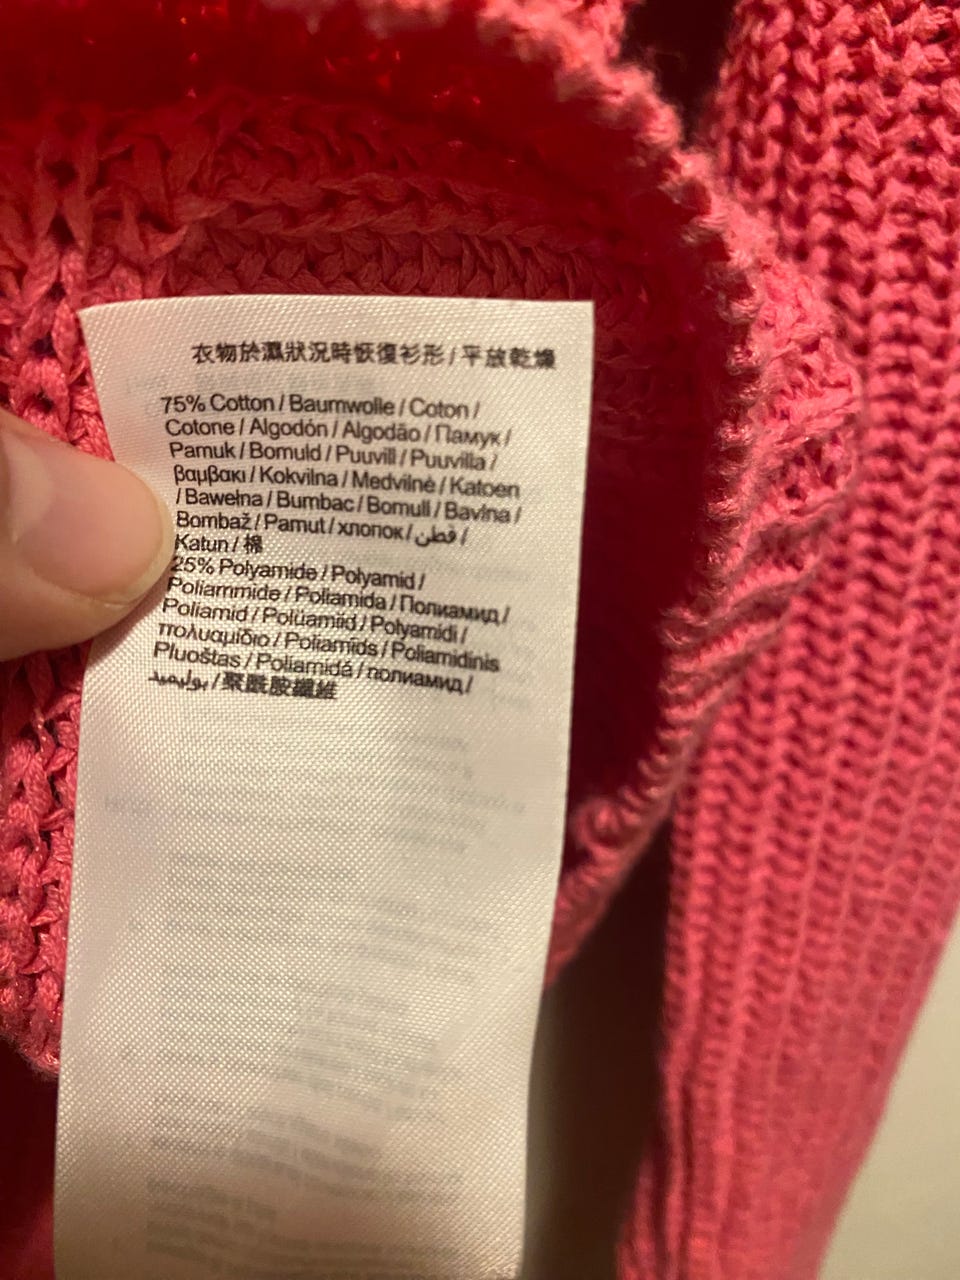 衣物於濕狀況時恢復衫形 / 平放乾燥
75% Cotton / Baumwolle / Coton /
Cotone / Algodón / Algodão / Памук /
Pamuk / Bomuld / Puuvill / Puuvilla /
βαμβακι / Kokvilna / Medvilnė / Katoen
/ Bawełna / Bumbac / Bomull / Bavlna /
Bombaž / Pamut / хлопок / قطن /
Katun / 棉
25% Polyamide / Polyamid /
Poliammide / Poliamida / Полиамид /
Poliamid / Polüamiid / Polyamidi /
πολυαμίδιο / Poliamīds / Poliamidinis
Pluoštas / Poliamidă / полиамид /
بوليميد / 聚酰胺纖維